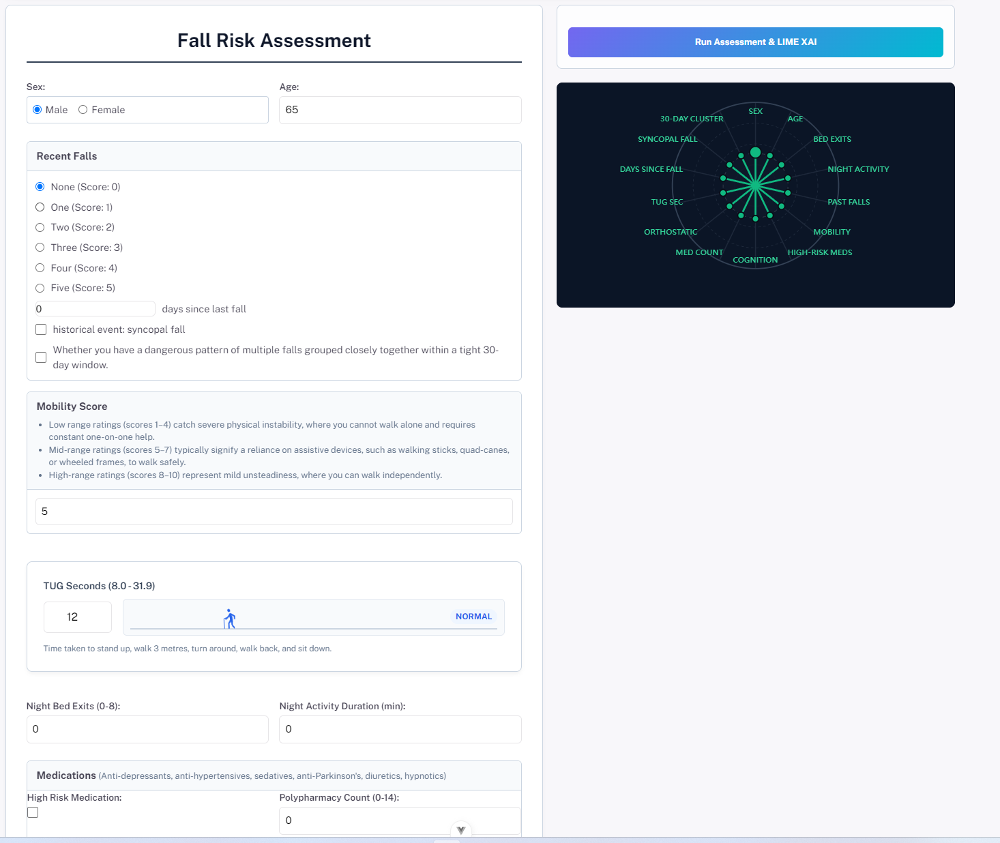 Fall Risk Assessment
Sex:
Male
Female
Age:
65
Recent Falls
None (Score: 0)
One (Score: 1)
Two (Score: 2)
Three (Score: 3)
Four (Score: 4)
Five (Score: 5)
0 days since last fall
historical event: syncopal fall
Whether you have a dangerous pattern of multiple falls grouped closely together within a tight 30-
day window.
Mobility Score
• Low range ratings (scores 1–4) catch severe physical instability, where you cannot walk alone and requires
constant one-on-one help.
• Mid-range ratings (scores 5–7) typically signify a reliance on assistive devices, such as walking sticks, quad-canes,
or wheeled frames, to walk safely.
• High-range ratings (scores 8–10) represent mild unsteadiness, where you can walk independently.
5
TUG Seconds (8.0 - 31.9)
12
NORMAL
Time taken to stand up, walk 3 metres, turn around, walk back, and sit down.
Night Bed Exits (0-8):
0
Night Activity Duration (min):
0
Medications (Anti-depressants, anti-hypertensives, sedatives, anti-Parkinson's, diuretics, hypnotics)
High Risk Medication:
Polypharmacy Count (0-14):
0
Run Assessment & LIME XAI
SEX
AGE
BED EXITS
NIGHT ACTIVITY
PAST FALLS
MOBILITY
HIGH-RISK MEDS
COGNITION
MED COUNT
ORTHOSTATIC
TUG SEC
DAYS SINCE FALL
SYNCOPAL FALL
30-DAY CLUSTER